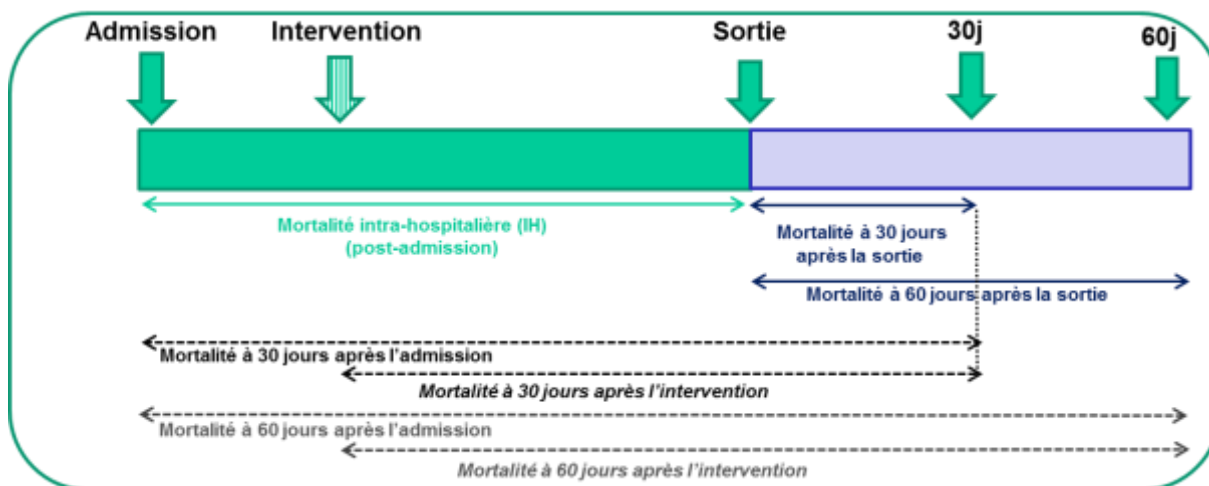 Admission
Intervention
Sortie
30j
60j
Mortalité intra-hospitalière (IH)
(post-admission)
Mortalité à 30 jours
après la sortie
Mortalité à 60 jours après la sortie
Mortalité à 30 jours après l’admission
Mortalité à 30 jours après l’intervention
Mortalité à 60 jours après l’admission
Mortalité à 60 jours après l’intervention